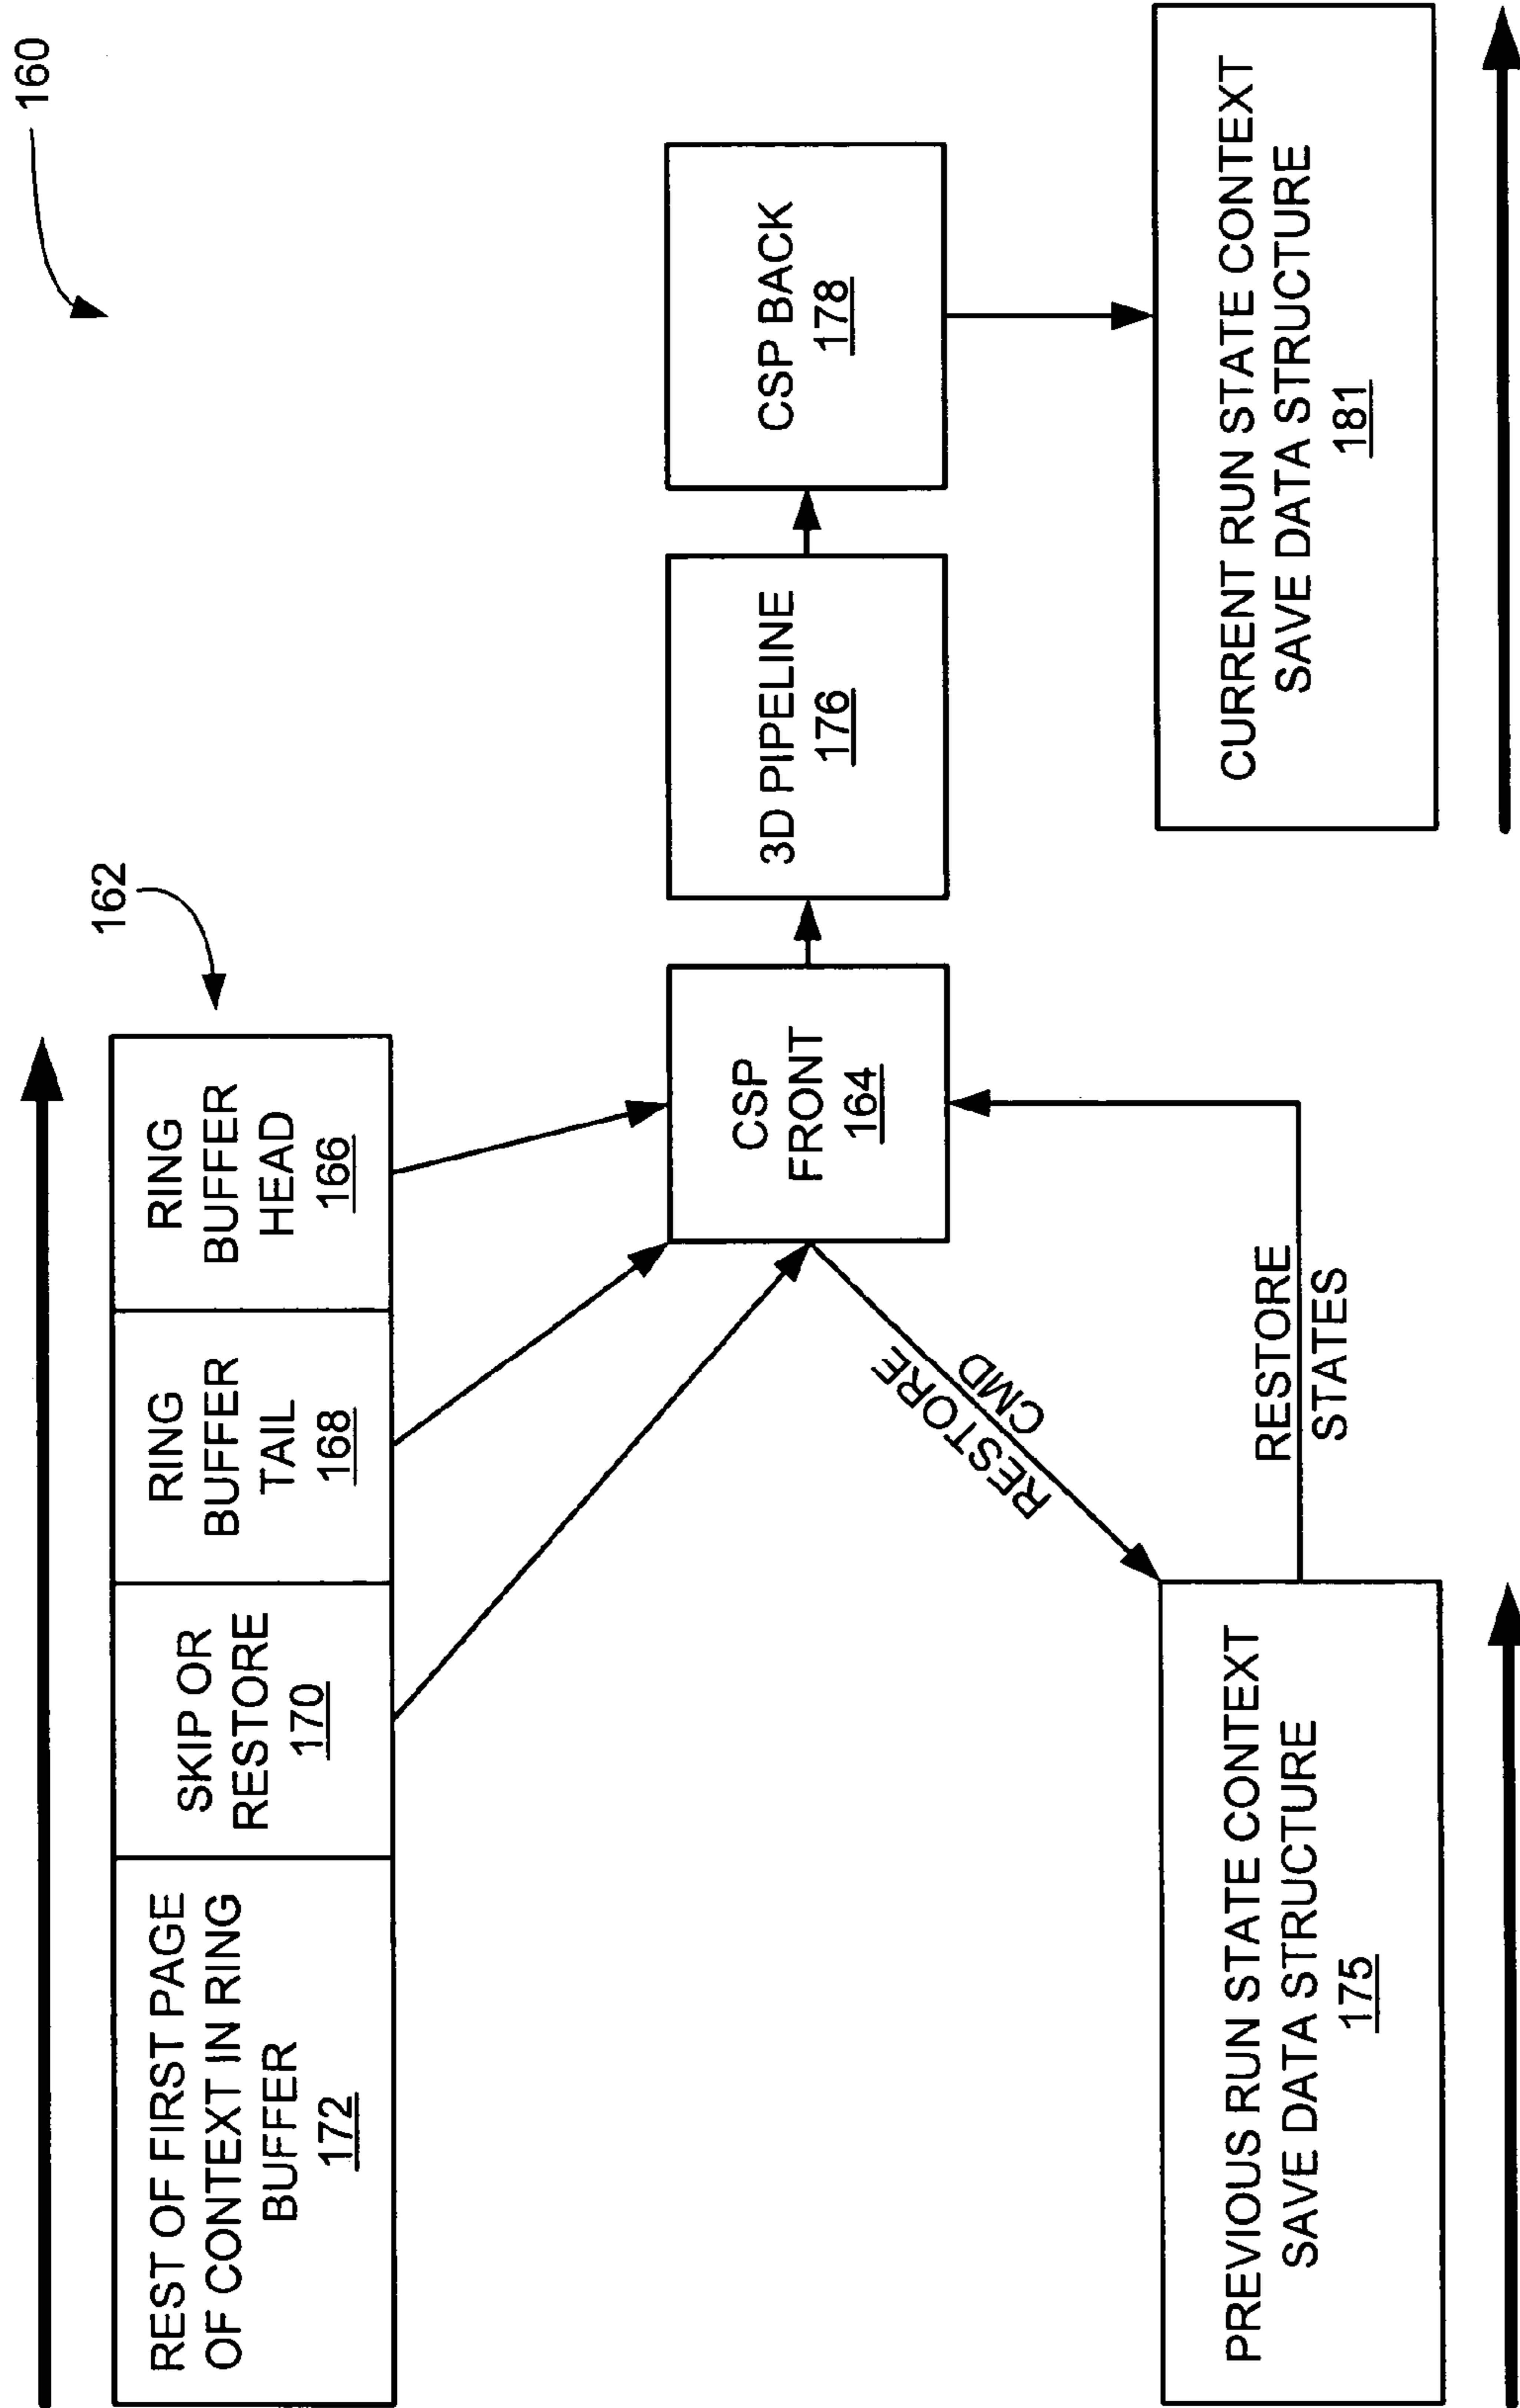 160
162
REST OF FIRST PAGE
OF CONTEXT IN RING
BUFFER
172
SKIP OR
RESTORE
170
RING
BUFFER
TAIL
168
RING
BUFFER
HEAD
166
CSP
FRONT
164
3D PIPELINE
176
CSP BACK
178
RESTORE
CMD
RESTORE
STATES
PREVIOUS RUN STATE CONTEXT
SAVE DATA STRUCTURE
175
CURRENT RUN STATE CONTEXT
SAVE DATA STRUCTURE
181